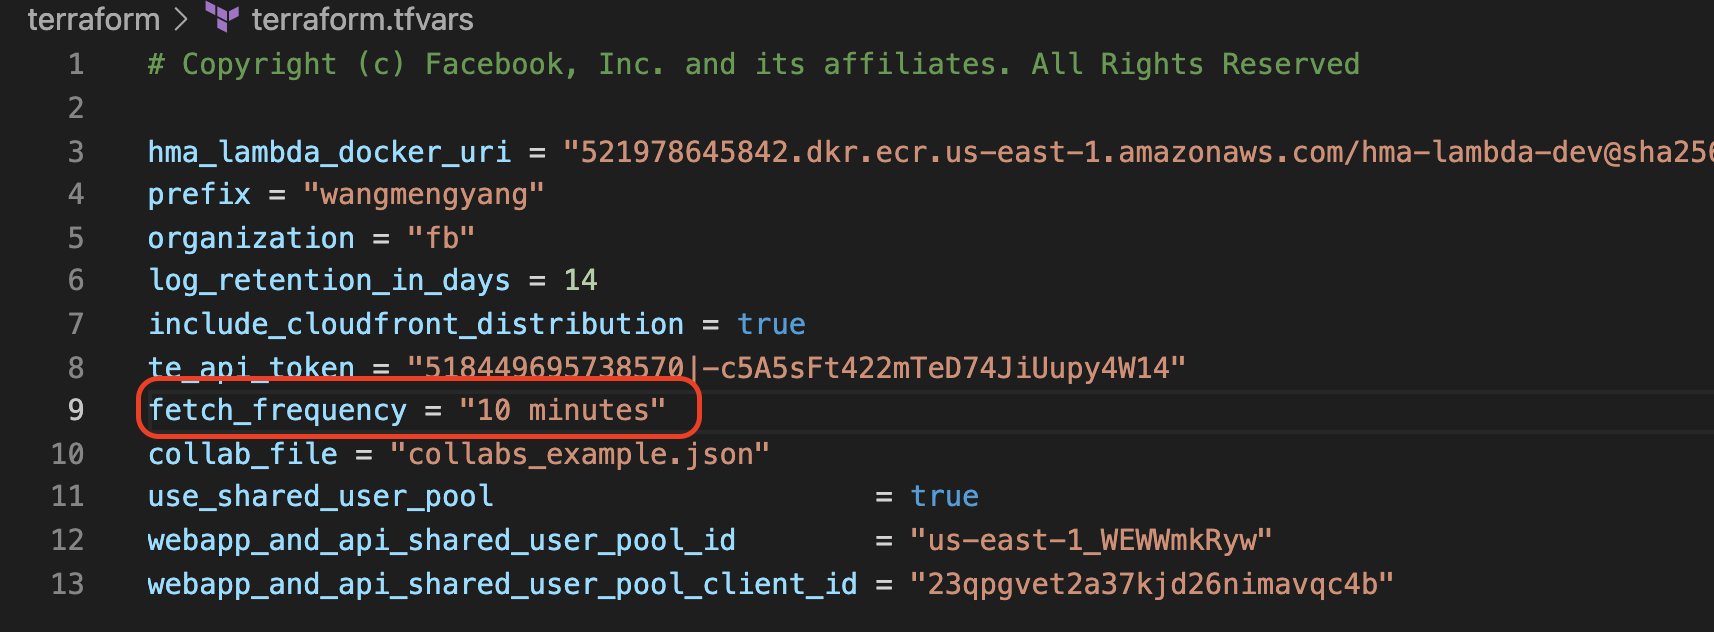 terraform > terraform.tfvars
1 # Copyright (c) Facebook, Inc. and its affiliates. All Rights Reserved
2
3 hma_lambda_docker_uri = "521978645842.dkr.ecr.us-east-1.amazonaws.com/hma-lambda-dev@sha256
4 prefix = "wangmengyang"
5 organization = "fb"
6 log_retention_in_days = 14
7 include_cloudfront_distribution = true
8 te_api_token = "518449695738570|-c5A5sFt422mTeD74JiUupy4W14"
9 fetch_frequency = "10 minutes"
10 collab_file = "collabs_example.json"
11 use_shared_user_pool = true
12 webapp_and_api_shared_user_pool_id = "us-east-1_WEWWmkRyw"
13 webapp_and_api_shared_user_pool_client_id = "23qpgvet2a37kjd26nimavqc4b"